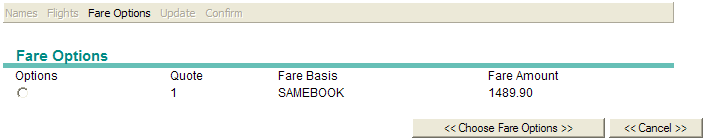 Names Flights Fare Options Update Confirm
Fare Options
Options Quote Fare Basis Fare Amount
1 SAMEBOOK 1489.90
<< Choose Fare Options >> << Cancel >>